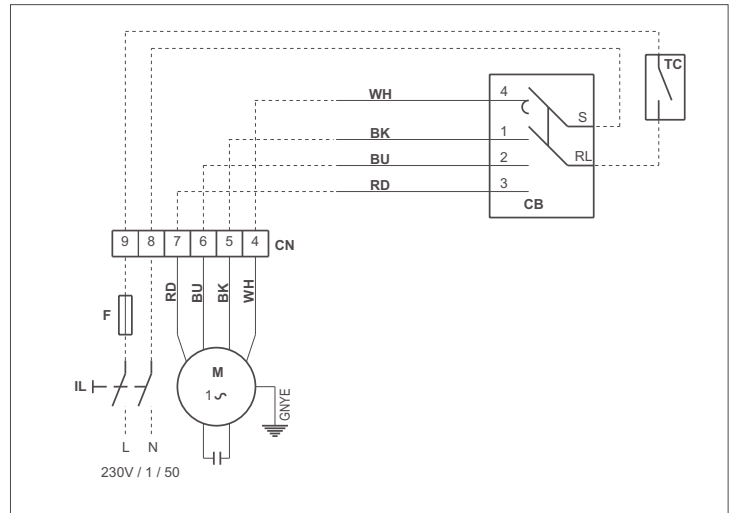 TC
WH
4
S
BK
1
BU
2
RL
RD
3
CB
9 8 7 6 5 4 CN
RD BU BK WH
F
M
1
IL
GNYE
L N
230V / 1 / 50